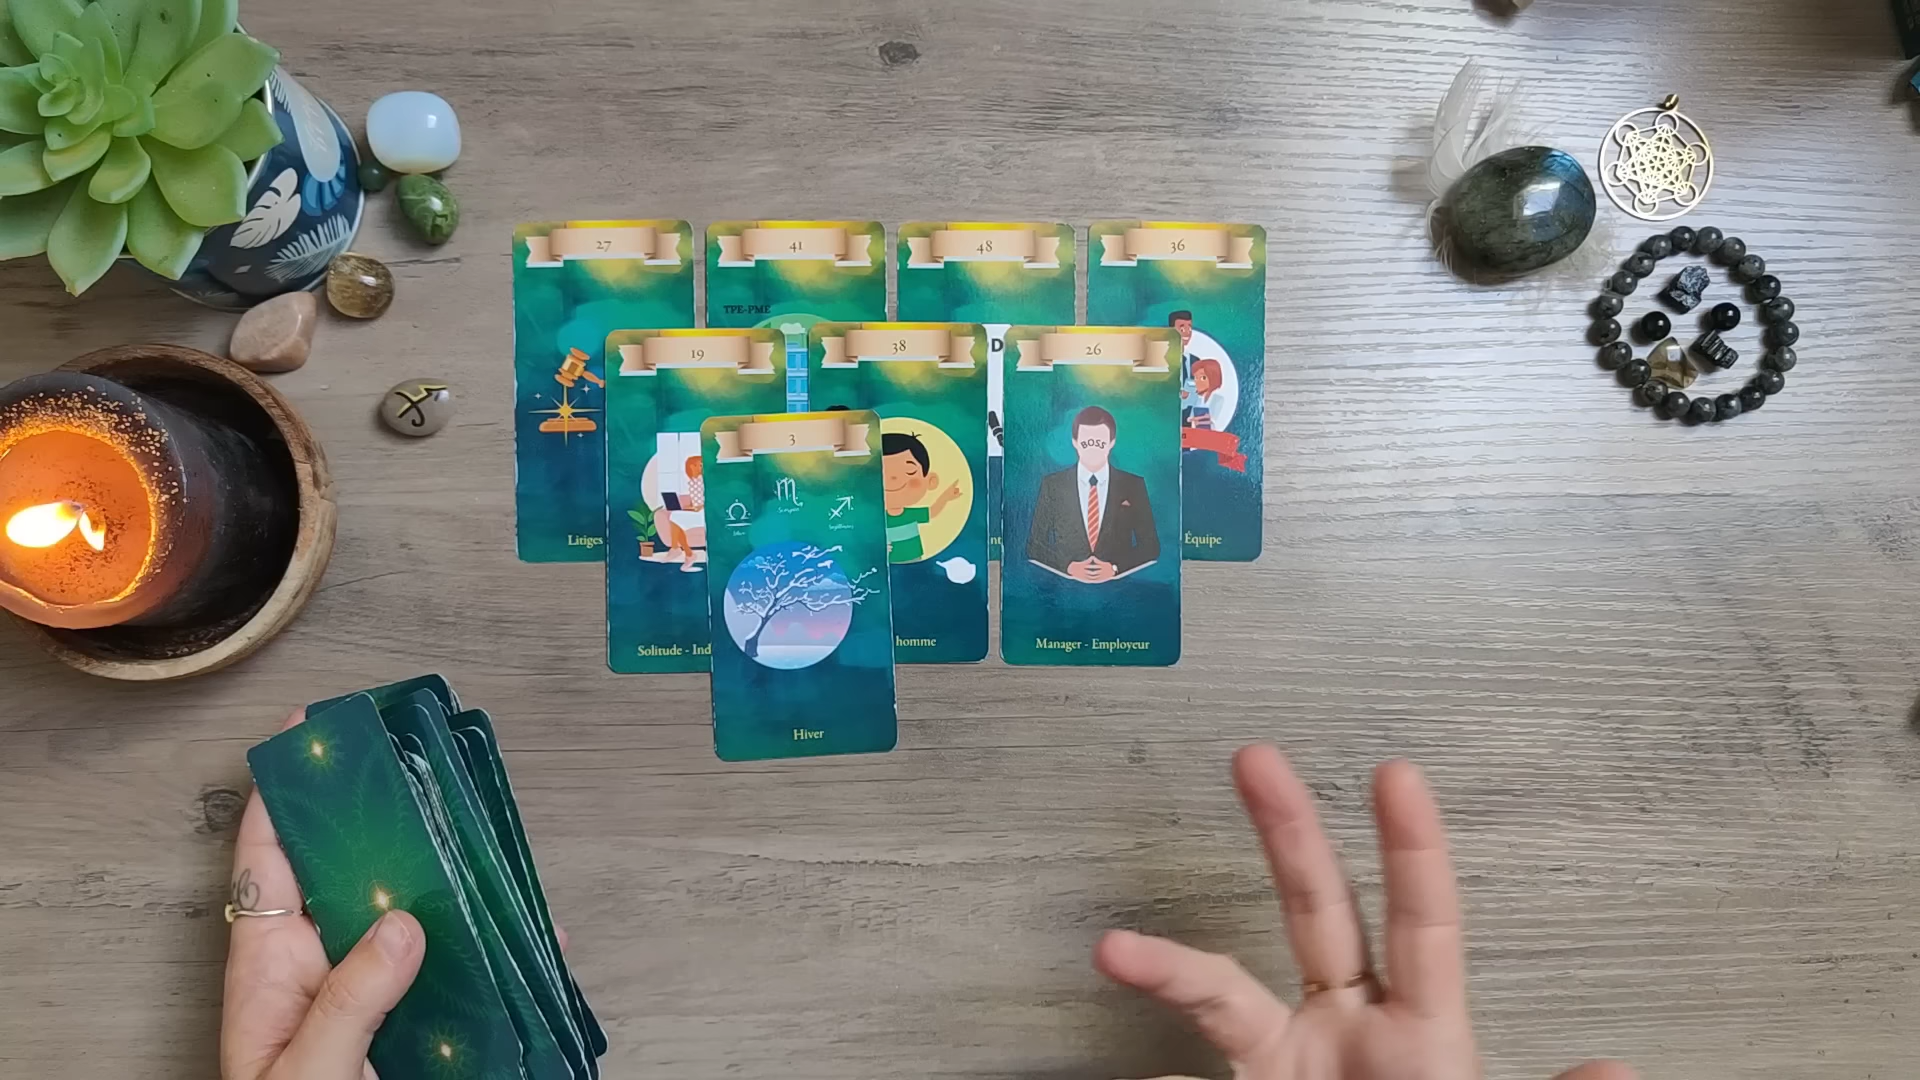 27
41
48
36
TPE-PME
19
38
26
D
BOSS
3
Litiges
Équipe
Solitude - Ind
homme
Manager - Employeur
Hiver